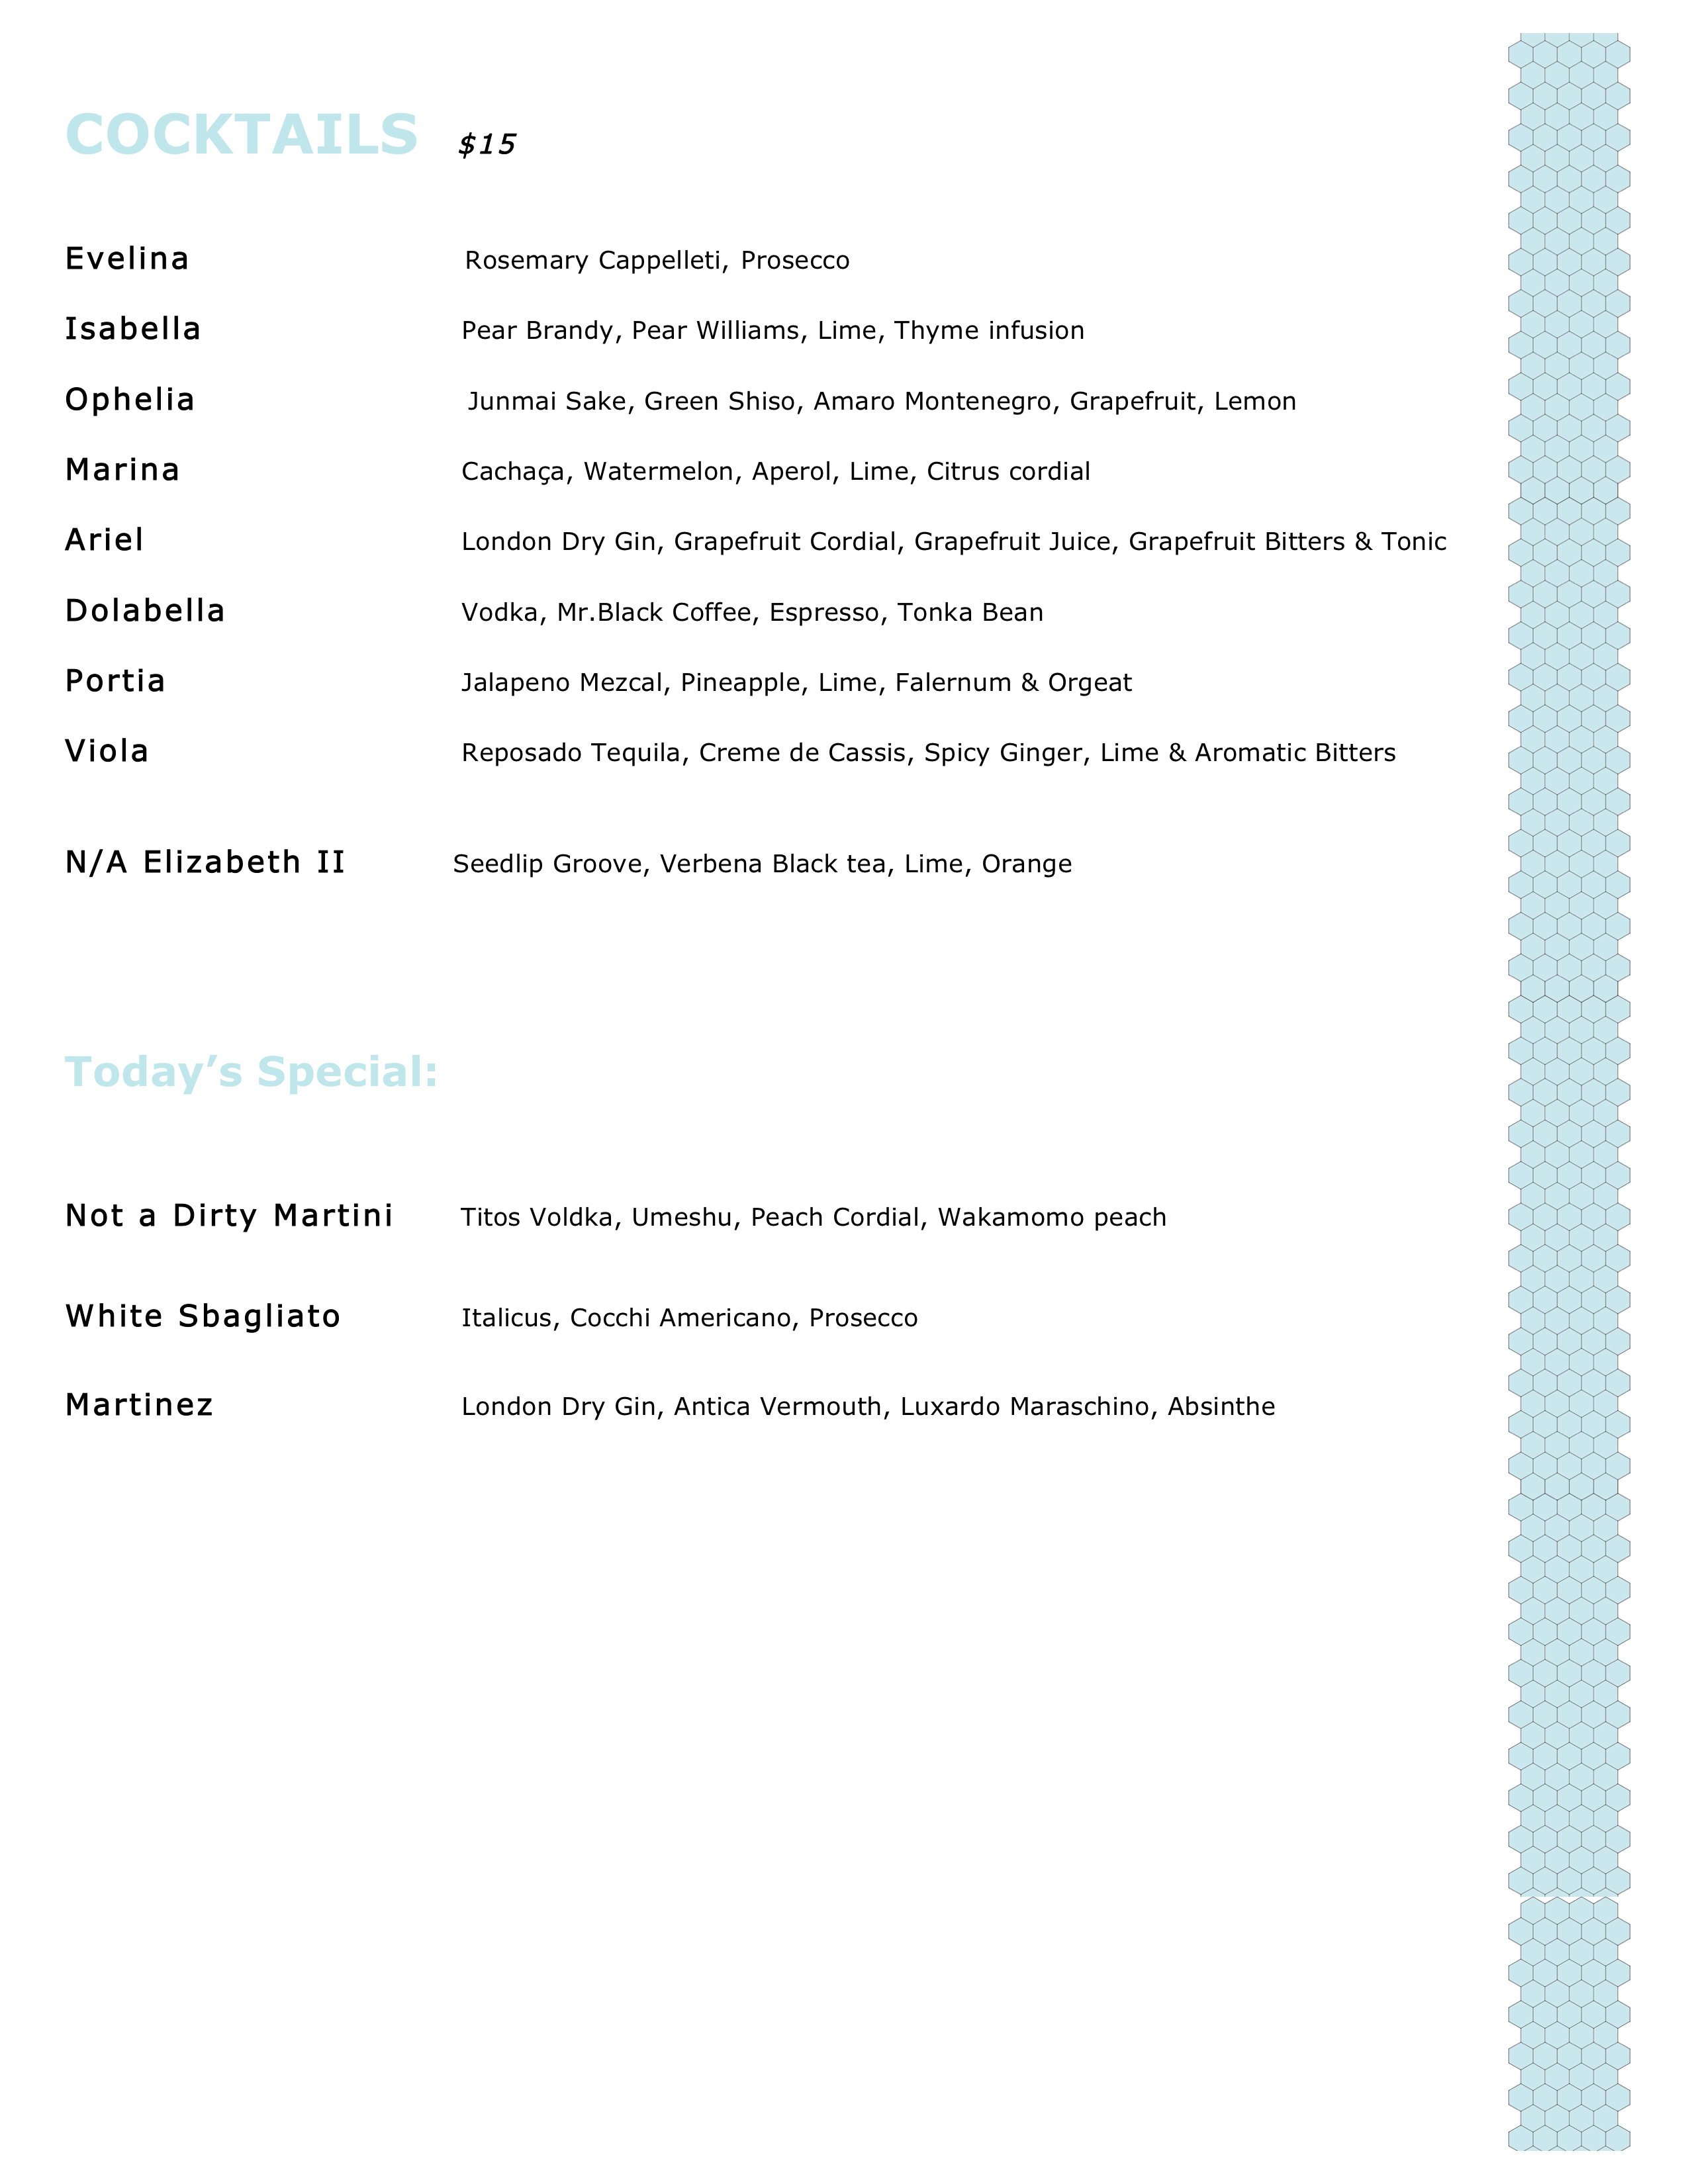 COCKTAILS $15
Evelina Rosemary Cappelleti, Prosecco
Isabella Pear Brandy, Pear Williams, Lime, Thyme infusion
Ophelia Junmai Sake, Green Shiso, Amaro Montenegro, Grapefruit, Lemon
Marina Cachaça, Watermelon, Aperol, Lime, Citrus cordial
Ariel London Dry Gin, Grapefruit Cordial, Grapefruit Juice, Grapefruit Bitters & Tonic
Dolabella Vodka, Mr.Black Coffee, Espresso, Tonka Bean
Portia Jalapeno Mezcal, Pineapple, Lime, Falernum & Orgeat
Viola Reposado Tequila, Creme de Cassis, Spicy Ginger, Lime & Aromatic Bitters
N/A Elizabeth II Seedlip Groove, Verbena Black tea, Lime, Orange
Today’s Special:
Not a Dirty Martini Titos Voldka, Umeshu, Peach Cordial, Wakamomo peach
White Sbagliato Italicus, Cocchi Americano, Prosecco
Martinez London Dry Gin, Antica Vermouth, Luxardo Maraschino, Absinthe